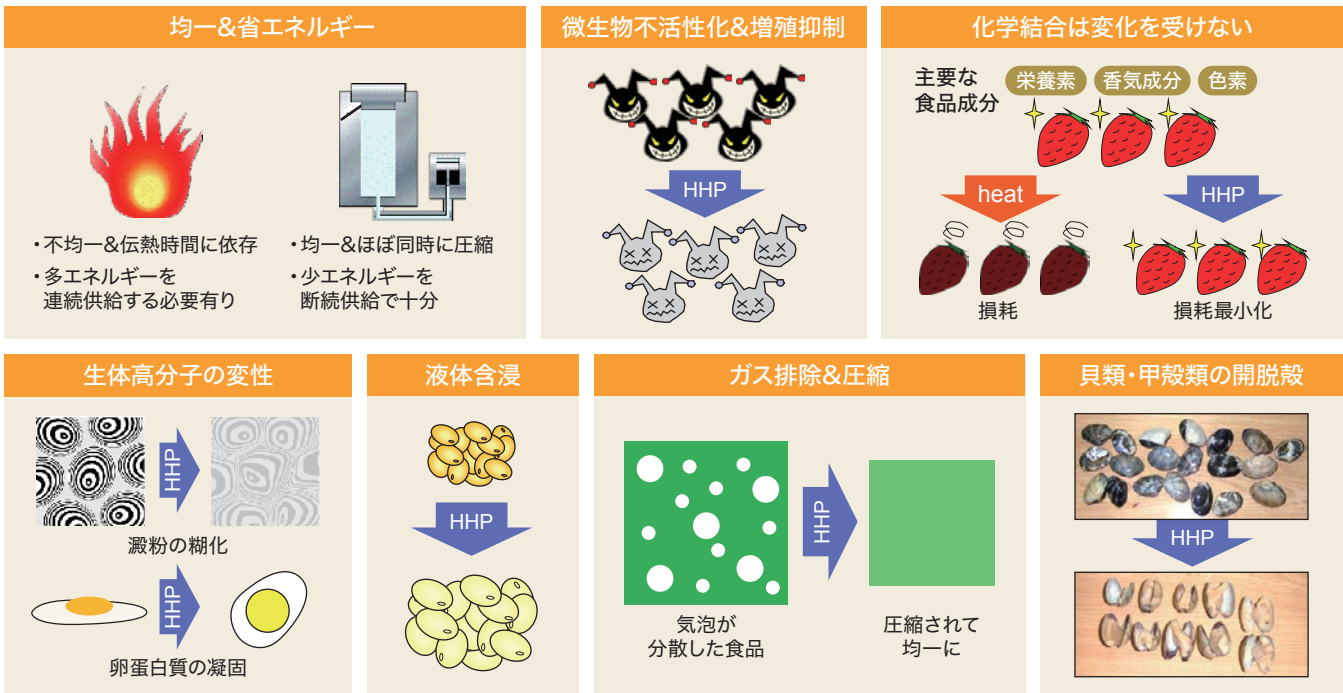 均一&省エネルギー
・不均一&伝熱時間に依存
・多エネルギーを
連続供給する必要有り
・均一&ほぼ同時に圧縮
・少エネルギーを
断続供給で十分
微生物不活性化&増殖抑制
HHP
化学結合は変化を受けない
主要な
食品成分
栄養素
香気成分
色素
heat
HHP
損耗
損耗最小化
生体高分子の変性
HHP
澱粉の糊化
HHP
卵蛋白質の凝固
液体含浸
HHP
ガス排除&圧縮
HHP
気泡が
分散した食品
圧縮されて
均一に
貝類・甲殻類の開脱殻
HHP